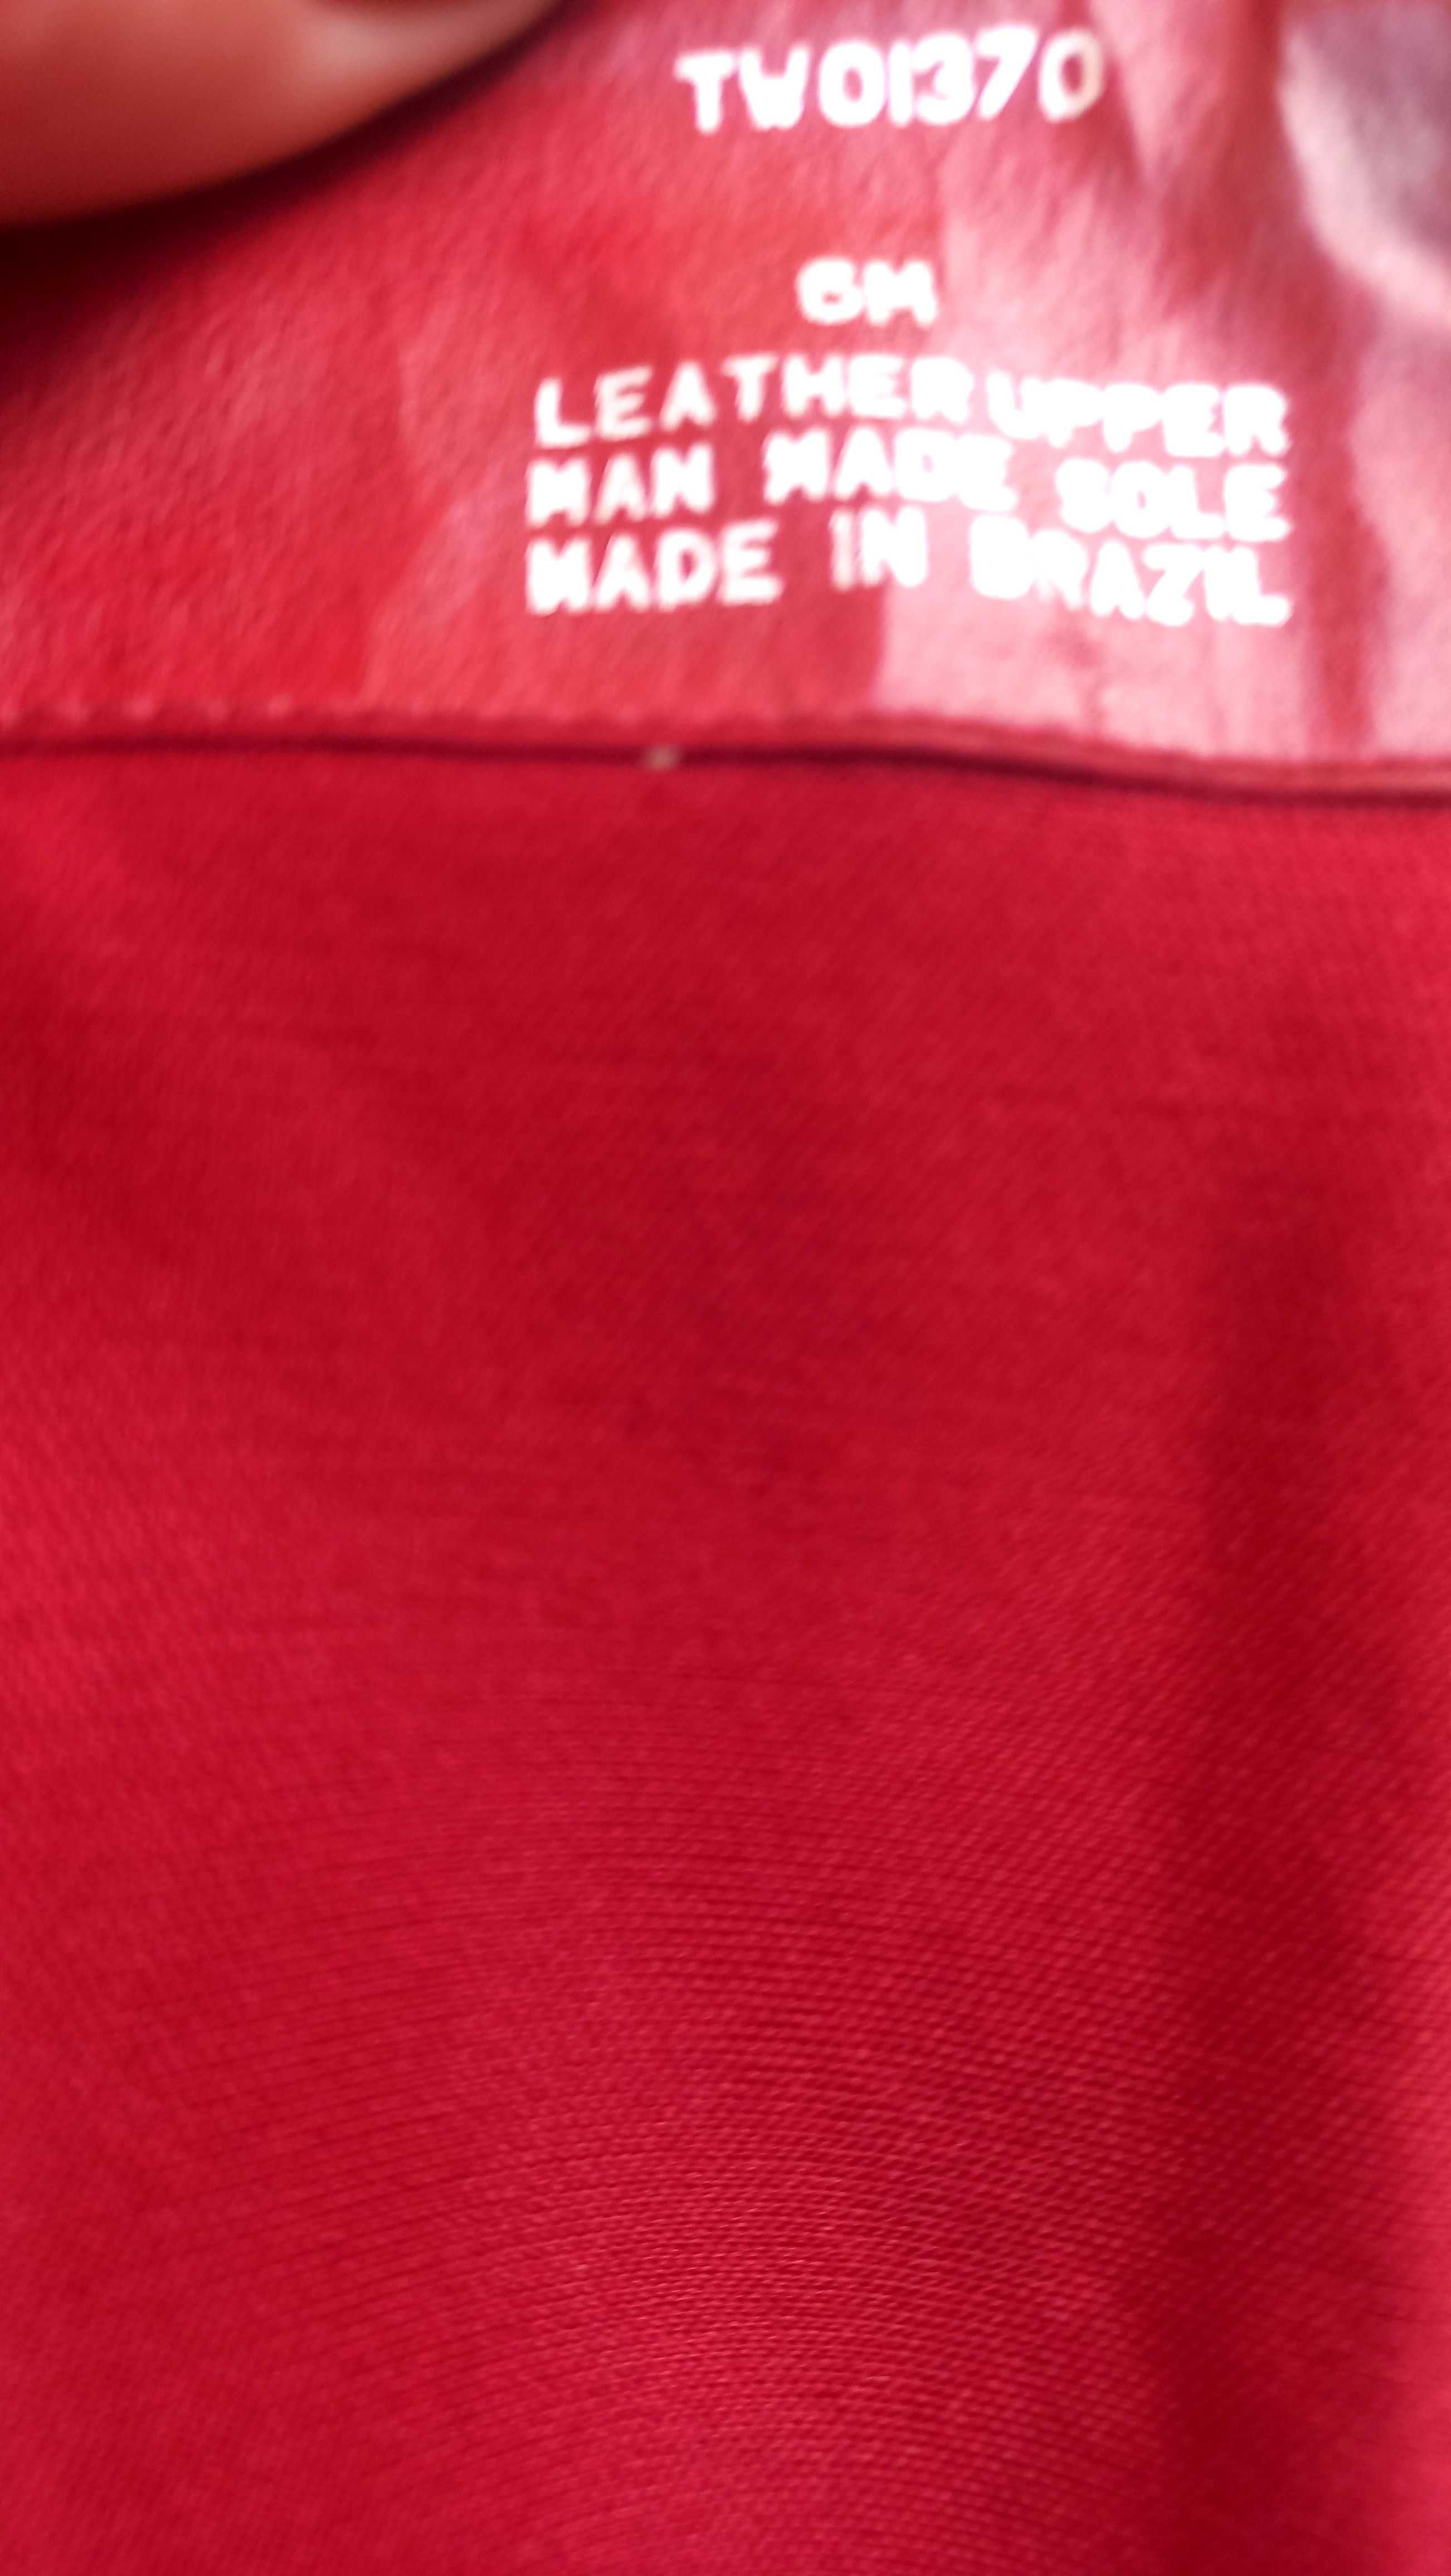 TW01370
6M
LEATHER UPPER
MAN MADE SOLE
MADE IN BRAZIL